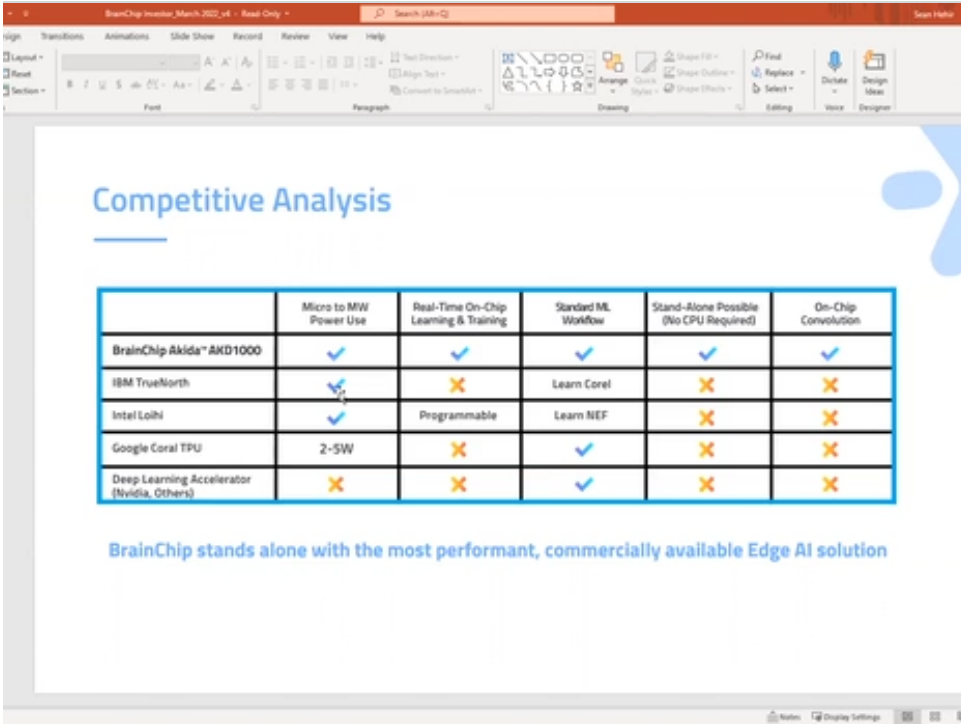 BrainChip Investor_March 2022_v4 - Read-Only
Search (Alt+Q)
Sean Hehir
sign Transitions Animations Slide Show Record Review View Help
Layout
Reset
Section
Text Direction
Align Text
Convert to SmartArt
Arrange
Quick Styles
Shape Fill
Shape Outline
Shape Effects
Find
Replace
Select
Dictate
Design Ideas
Font Paragraph Drawing Editing Voice Designer
Competitive Analysis
Micro to MW Power Use Real-Time On-Chip Learning & Training Standard ML Workflow Stand-Alone Possible (No CPU Required) On-Chip Convolution
BrainChip Akida™ AKD1000
IBM TrueNorth Learn Corel
Intel Loihi Programmable Learn NEF
Google Coral TPU 2-5W
Deep Learning Accelerator
(Nvidia, Others)
BrainChip stands alone with the most performant, commercially available Edge AI solution
Notes Display Settings